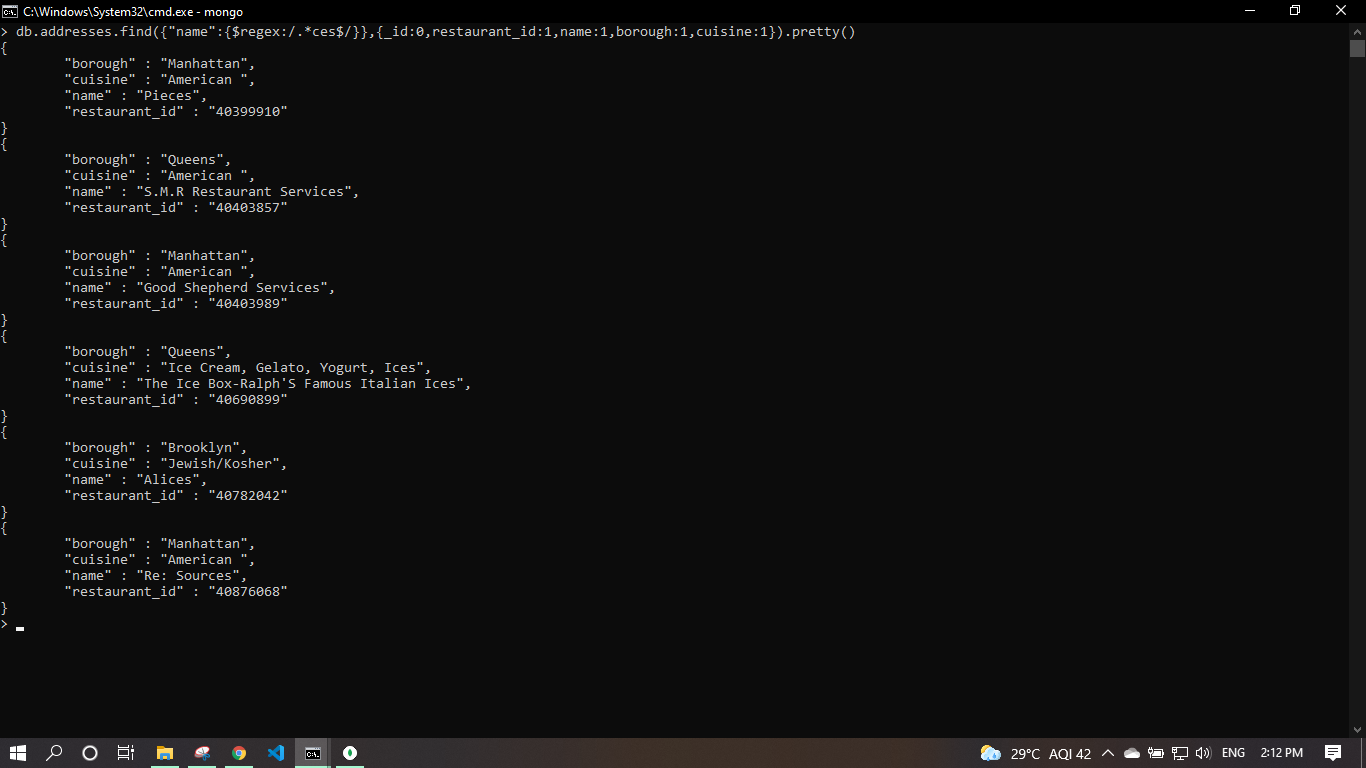 C:\Windows\System32\cmd.exe - mongo
> db.addresses.find({"name":{$regex:/.*ces$/}},{_id:0,restaurant_id:1,name:1,borough:1,cuisine:1}).pretty()
{
"borough" : "Manhattan",
"cuisine" : "American ",
"name" : "Pieces",
"restaurant_id" : "40399910"
}
{
"borough" : "Queens",
"cuisine" : "American ",
"name" : "S.M.R Restaurant Services",
"restaurant_id" : "40403857"
}
{
"borough" : "Manhattan",
"cuisine" : "American ",
"name" : "Good Shepherd Services",
"restaurant_id" : "40403989"
}
{
"borough" : "Queens",
"cuisine" : "Ice Cream, Gelato, Yogurt, Ices",
"name" : "The Ice Box-Ralph'S Famous Italian Ices",
"restaurant_id" : "40690899"
}
{
"borough" : "Brooklyn",
"cuisine" : "Jewish/Kosher",
"name" : "Alices",
"restaurant_id" : "40782042"
}
{
"borough" : "Manhattan",
"cuisine" : "American ",
"name" : "Re: Sources",
"restaurant_id" : "40876068"
}
>
29°C AQI 42 ENG 2:12 PM